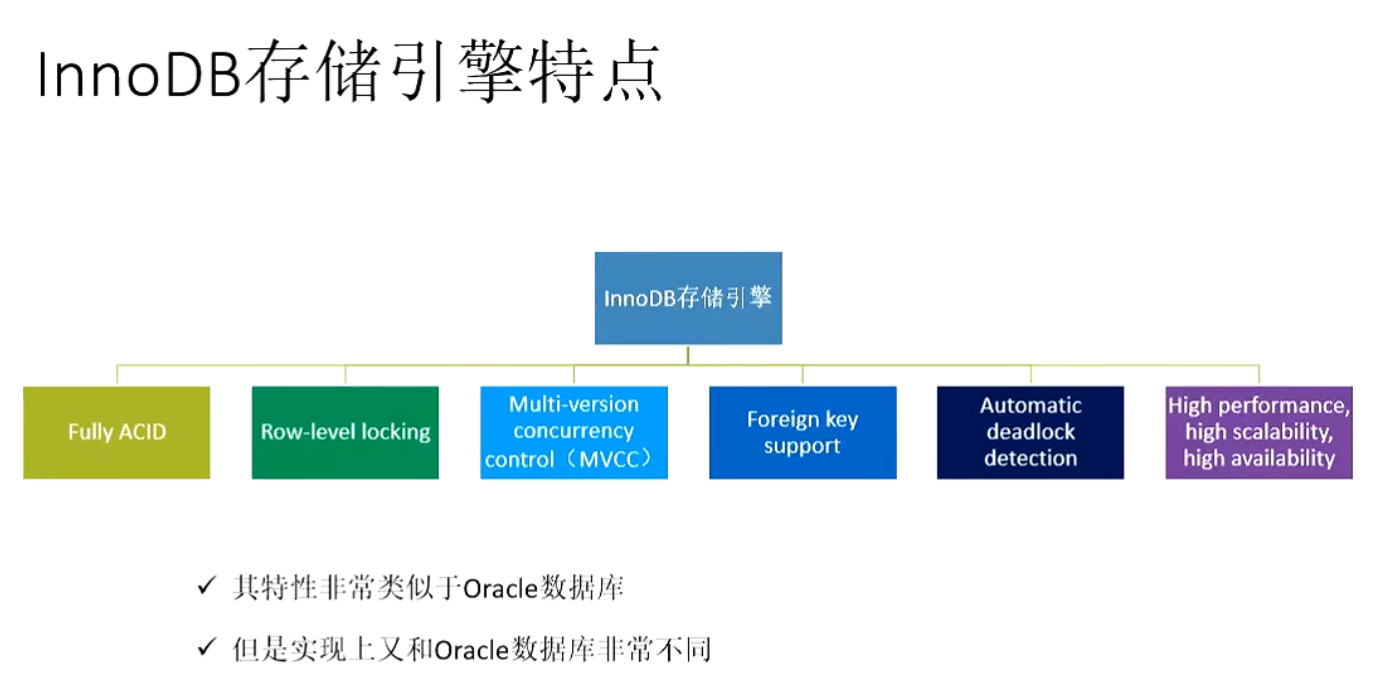 InnoDB存储引擎特点
InnoDB存储引擎
Fully ACID
Row-level locking
Multi-version
concurrency
control（MVCC）
Foreign key
support
Automatic
deadlock
detection
High performance,
high scalability,
high availability
✓ 其特性非常类似于Oracle数据库
✓ 但是实现上又和Oracle数据库非常不同